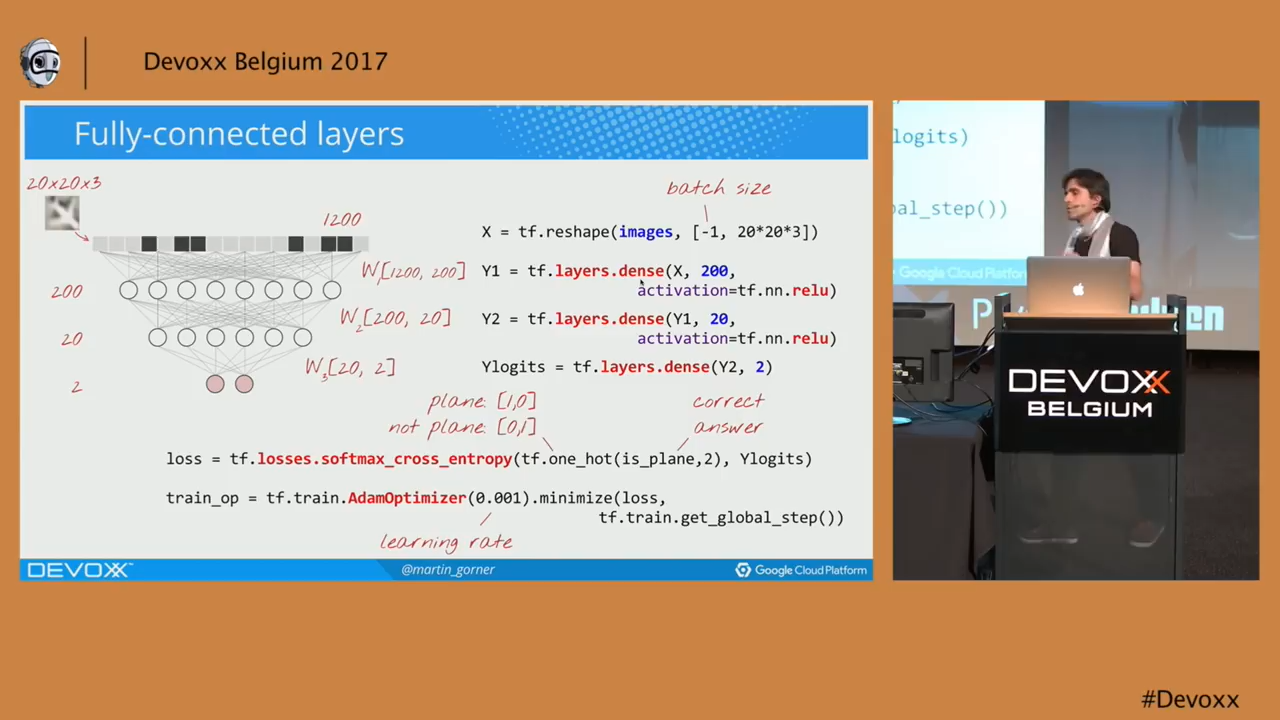 Devoxx Belgium 2017
Fully-connected layers
20x20x3
1200
200
20
2
W1[1200, 200]
W2[200, 20]
W3[20, 2]
batch size
X = tf.reshape(images, [-1, 20*20*3])
Y1 = tf.layers.dense(X, 200,
activation=tf.nn.relu)
Y2 = tf.layers.dense(Y1, 20,
activation=tf.nn.relu)
Ylogits = tf.layers.dense(Y2, 2)
plane: [1,0]
not plane: [0,1]
correct
answer
loss = tf.losses.softmax_cross_entropy(tf.one_hot(is_plane,2), Ylogits)
train_op = tf.train.AdamOptimizer(0.001).minimize(loss,
tf.train.get_global_step())
learning rate
DEVOXX™
@martin_gorner
Google Cloud Platform
logits)
bal_step())
Google Cloud Platform
DEVOXX
BELGIUM
#Devoxx